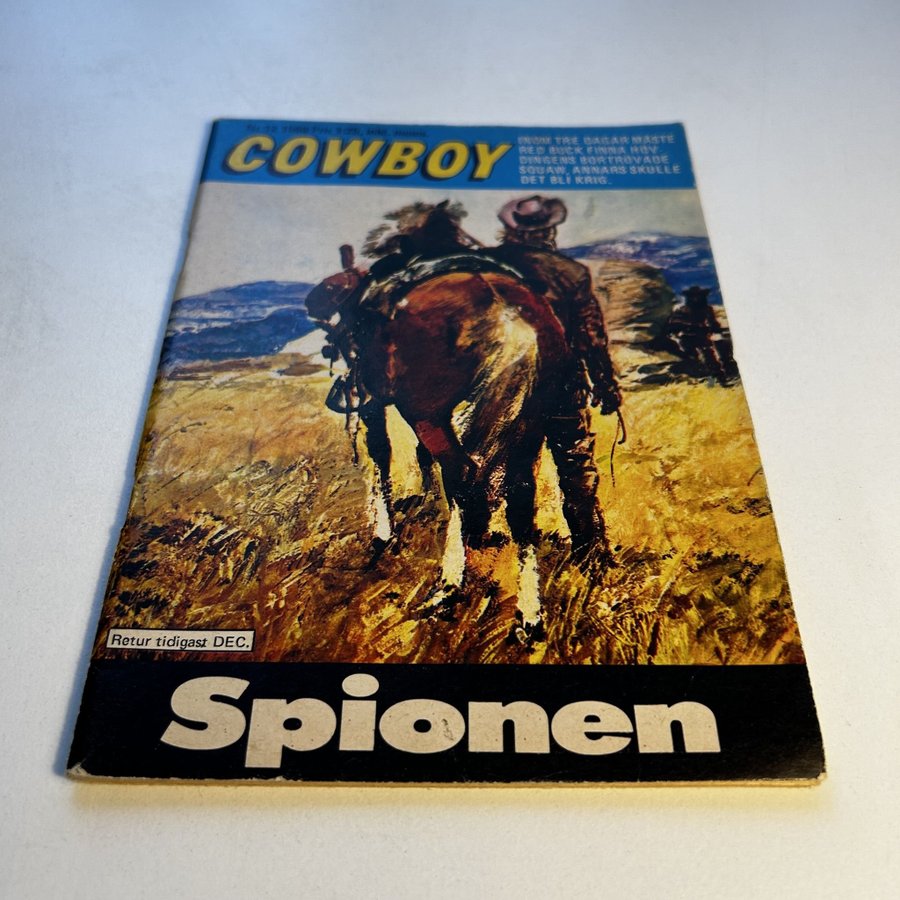 COWBOY
INOM TRE DAGAR MÅSTE
RED BUCK FINNA HÖV-
DINGENS BORTRÖVADE
SQUAW, ANNARS SKULLE
DET BLI KRIG.
Retur tidigast DEC.
Spionen